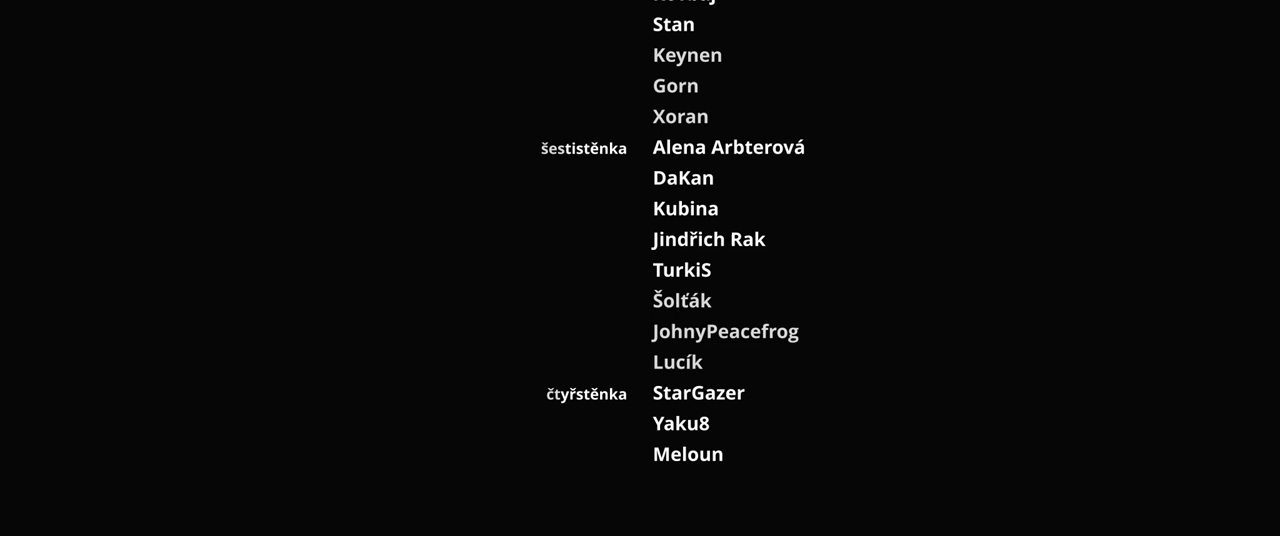 Stan
Keynen
Gorn
Xoran
šestistěnka Alena Arbterová
DaKan
Kubina
Jindřich Rak
TurkiS
Šolťák
JohnyPeacefrog
Lucík
čtyřstěnka StarGazer
Yaku8
Meloun